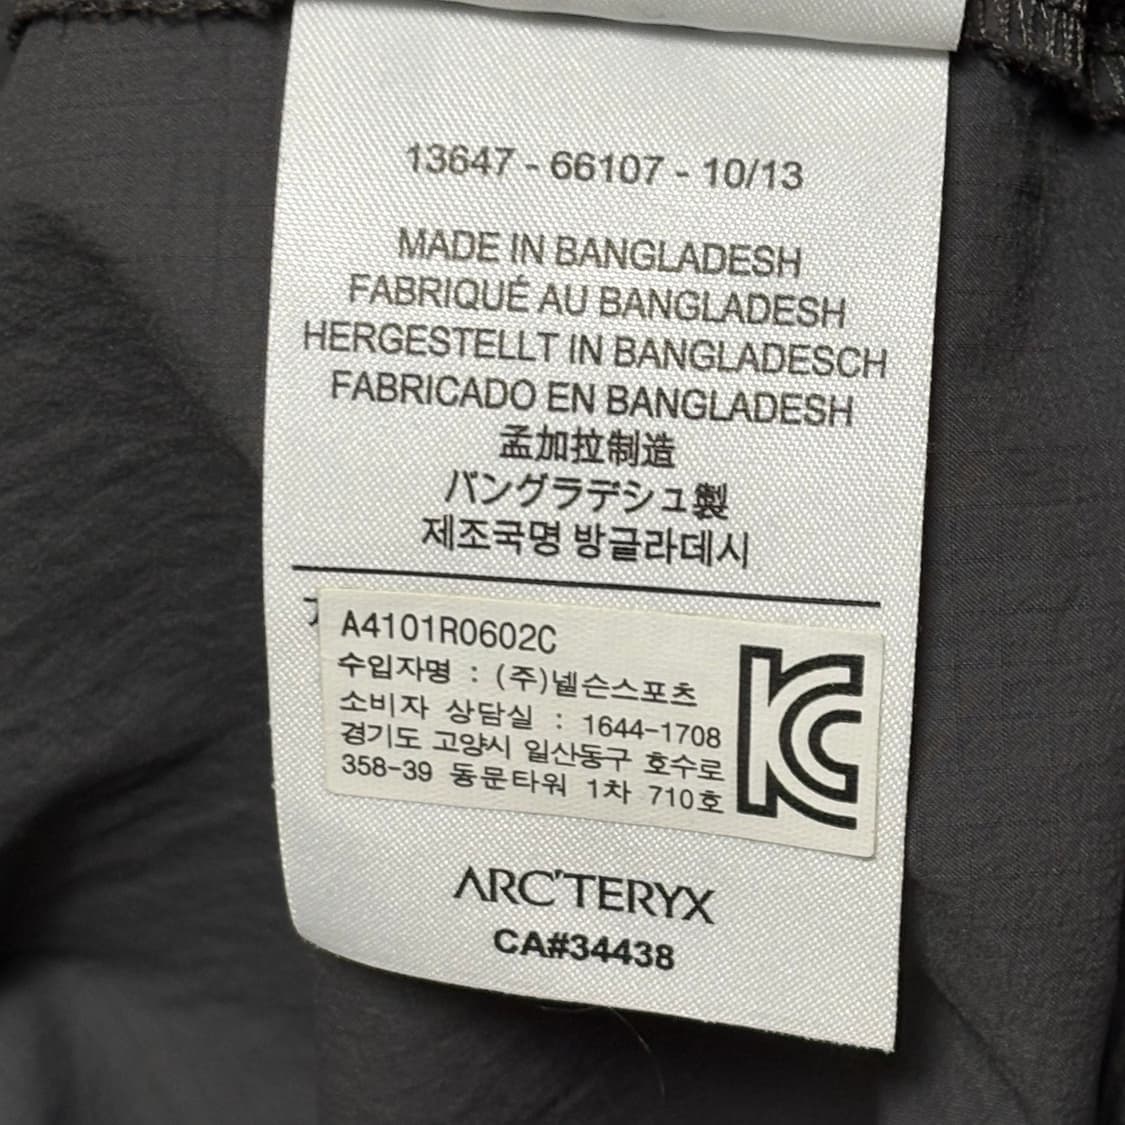 13647 - 66107 - 10/13
MADE IN BANGLADESH
FABRIQUÉ AU BANGLADESH
HERGESTELLT IN BANGLADESCH
FABRICADO EN BANGLADESH
孟加拉制造
バングラデシュ製
제조국명 방글라데시
A4101R0602C
수입자명 : (주)넬슨스포츠
소비자 상담실 : 1644-1708
경기도 고양시 일산동구 호수로
358-39 동문타워 1차 710호
KC
ARC'TERYX
CA#34438